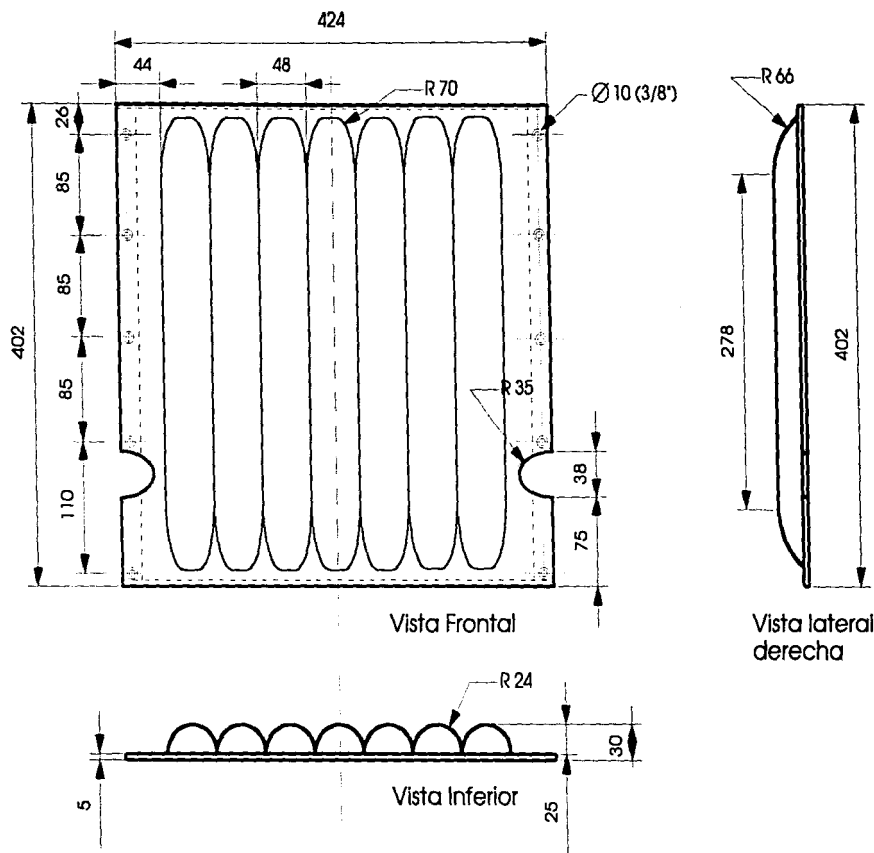 424
44
48
R 70
Ø 10 (3/8")
R 66
26
85
85
402
85
278
402
R 35
110
38
75
Vista Frontal
Vista lateral
derecha
R 24
30
5
25
Vista Inferior